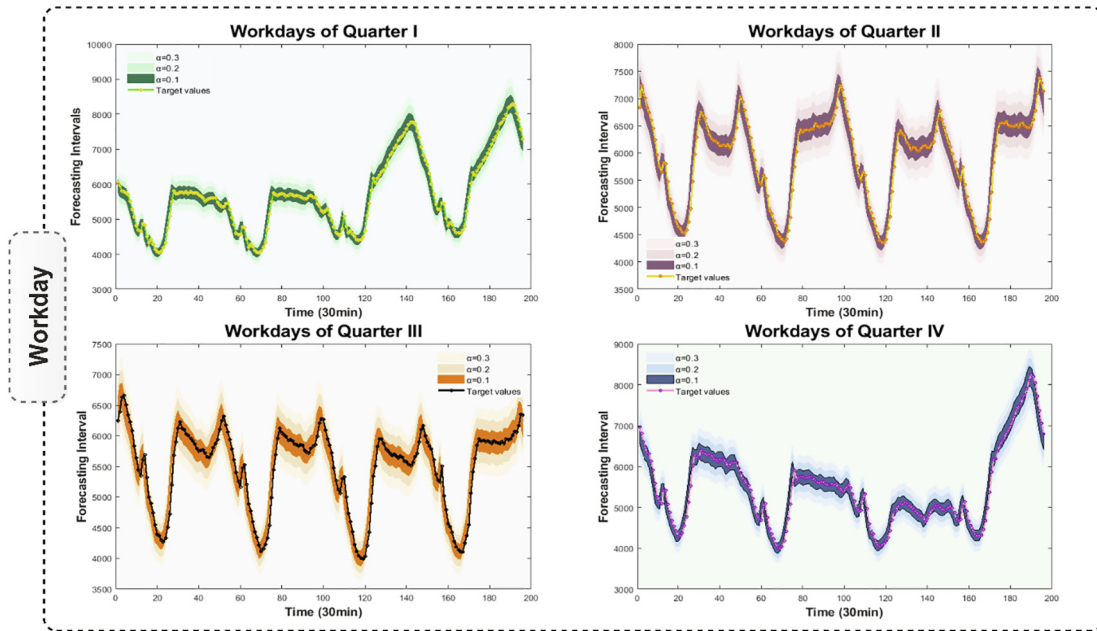 Workday
Workdays of Quarter I
Forecasting Intervals
10000
9000
8000
7000
6000
5000
4000
3000
α=0.3
α=0.2
α=0.1
Target values
0 20 40 60 80 100 120 140 160 180 200
Time (30min)
Workdays of Quarter II
Forecasting Interval
8000
7500
7000
6500
6000
5500
5000
4500
4000
3500
α=0.3
α=0.2
α=0.1
Target values
0 20 40 60 80 100 120 140 160 180 200
Time (30min)
Workdays of Quarter III
Forecasting Interval
7500
7000
6500
6000
5500
5000
4500
4000
3500
α=0.3
α=0.2
α=0.1
Target values
0 20 40 60 80 100 120 140 160 180 200
Time (30min)
Workdays of Quarter IV
Forecasting Interval
9000
8000
7000
6000
5000
4000
3000
α=0.3
α=0.2
α=0.1
Target values
0 20 40 60 80 100 120 140 160 180 200
Time (30min)